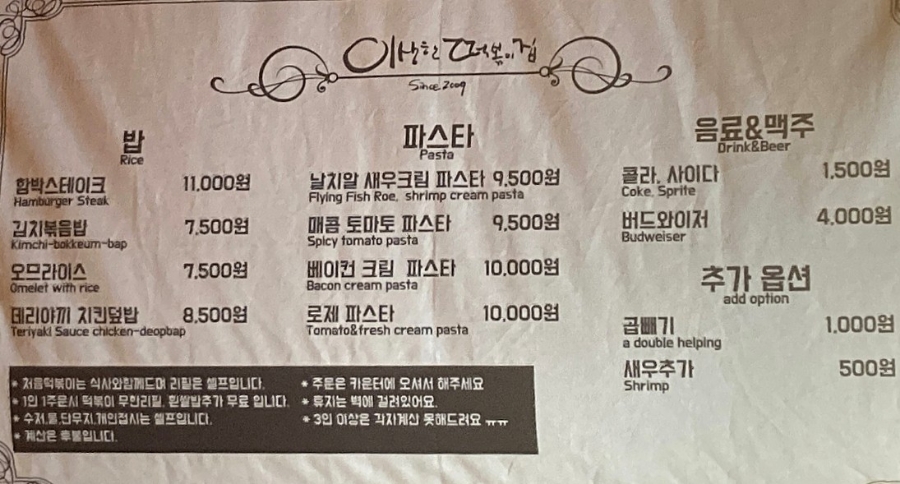 이상한 떡볶이집
Since 2009
밥
Rice
함박스테이크 11,000원
Hamburger Steak
김치볶음밥 7,500원
Kimchi-bokkeum-bap
오므라이스 7,500원
Omelet with rice
데리야끼 치킨덮밥 8,500원
Teriyaki Sauce chicken-deopbap
파스타
Pasta
날치알 새우크림 파스타 9,500원
Flying Fish Roe, shrimp cream pasta
매콤 토마토 파스타 9,500원
Spicy tomato pasta
베이컨 크림 파스타 10,000원
Bacon cream pasta
로제 파스타 10,000원
Tomato&fresh cream pasta
음료&맥주
Drink&Beer
콜라, 사이다 1,500원
Coke, Sprite
버드와이저 4,000원
Budweiser
추가 옵션
add option
곱빼기 1,000원
a double helping
새우추가 500원
Shrimp
* 처음떡볶이는 식사와함께드며 리필은 셀프입니다.
* 1인 1주문시 떡볶이 무한리필, 흰쌀밥추가 무료 입니다.
* 수저,물,단무지,개인접시는 셀프입니다.
* 계산은 후불입니다.
* 주문은 카운터에 오셔서 해주세요
* 휴지는 벽에 걸려있어요.
* 3인 이상은 각자계산 못해드려요 ㅠㅠ